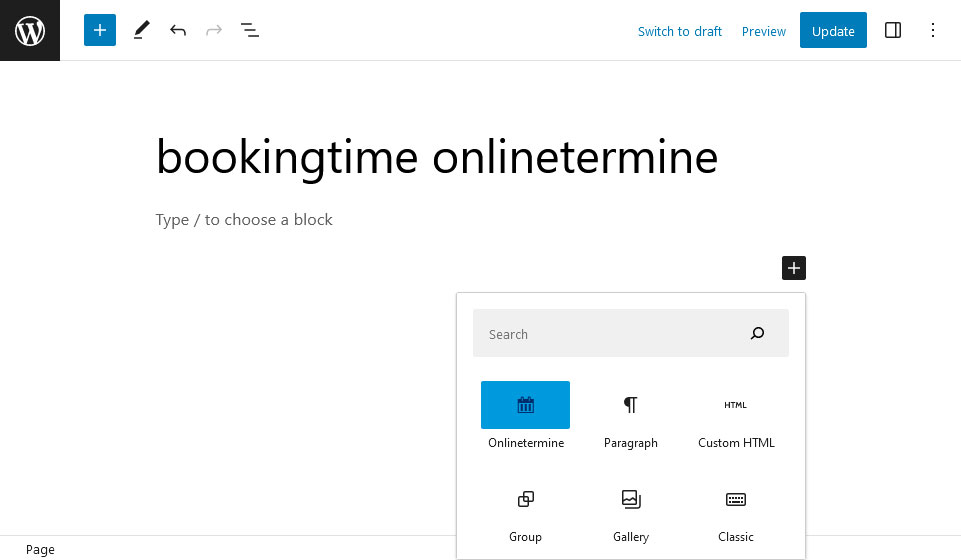 Switch to draft Preview Update
bookingtime onlinetermine
Type / to choose a block
Search
HTML
Onlinetermine Paragraph Custom HTML
Group Gallery Classic
Page